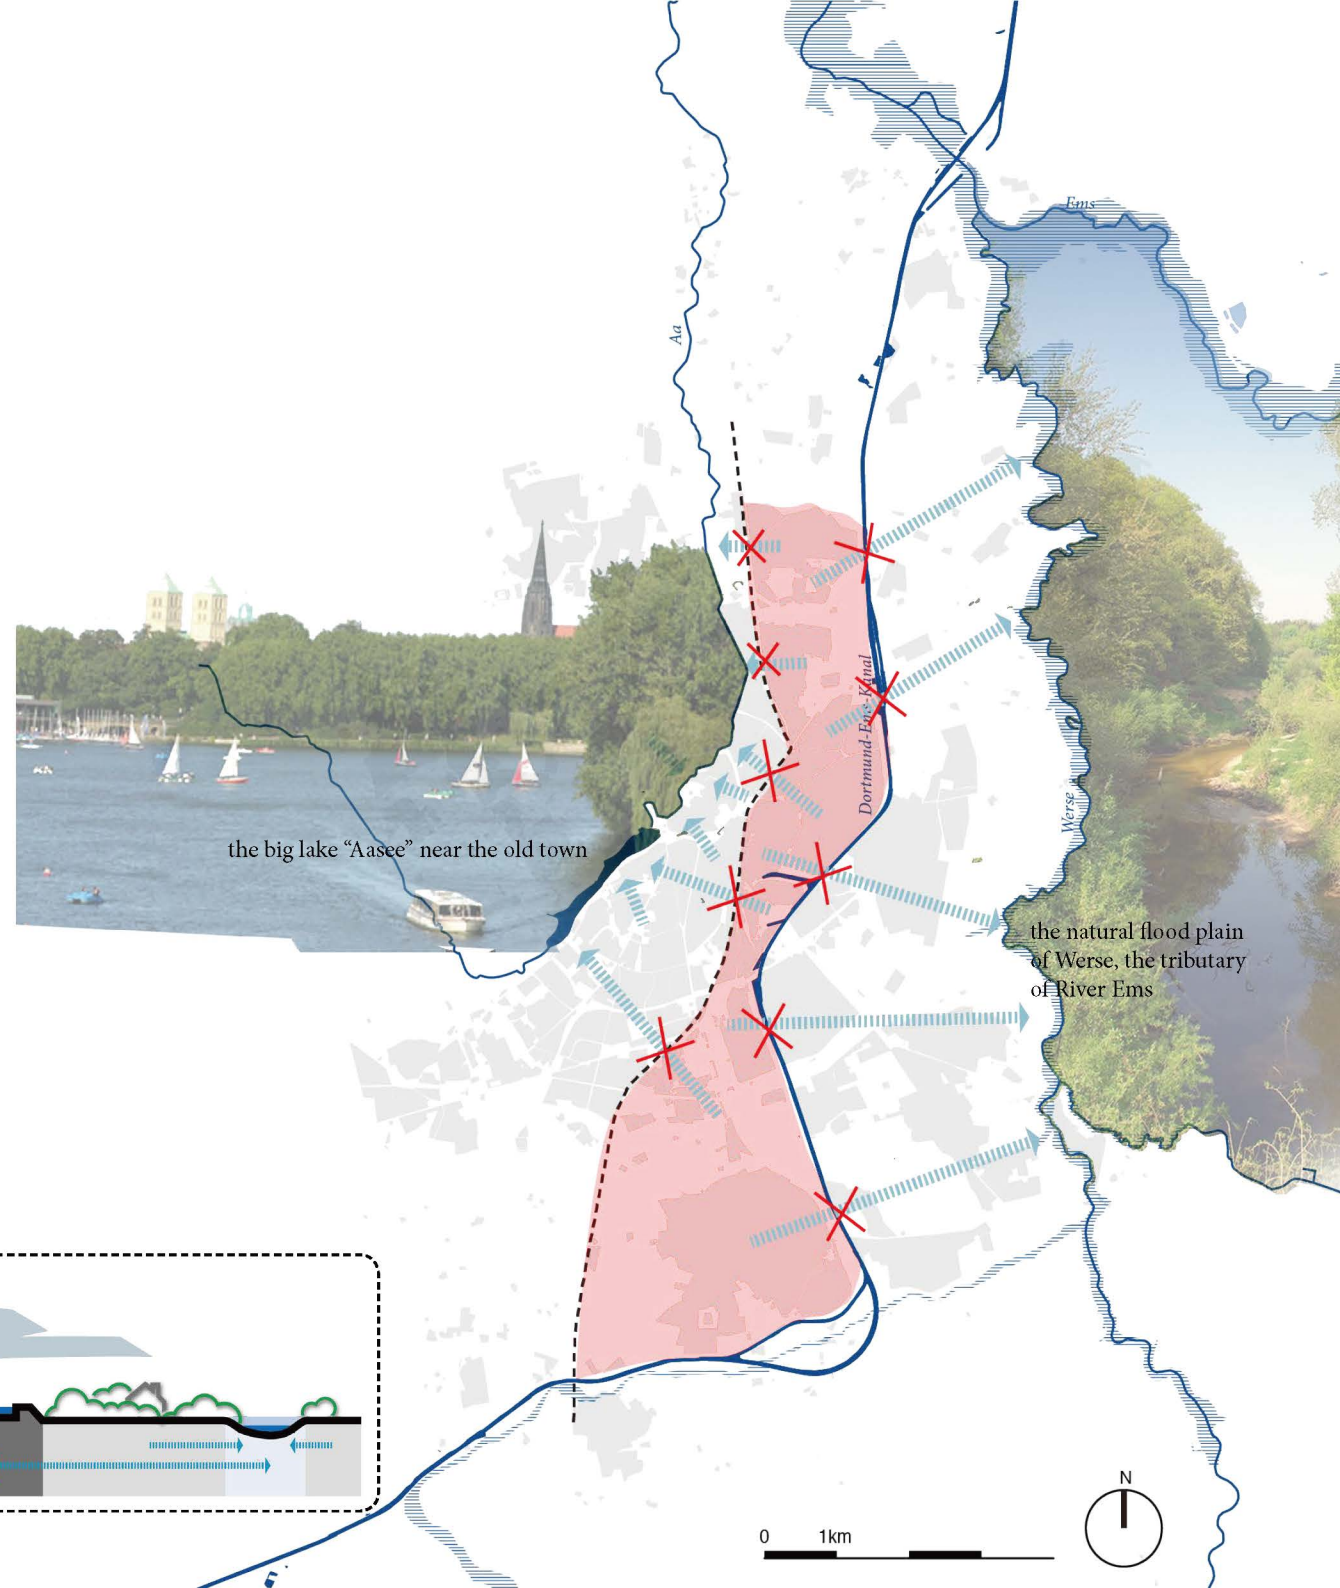 Ems
Aa
Dortmund-Ems-Kanal
Werse
the big lake “Aasee” near the old town
the natural flood plain
of Werse, the tributary
of River Ems
N
0 1km